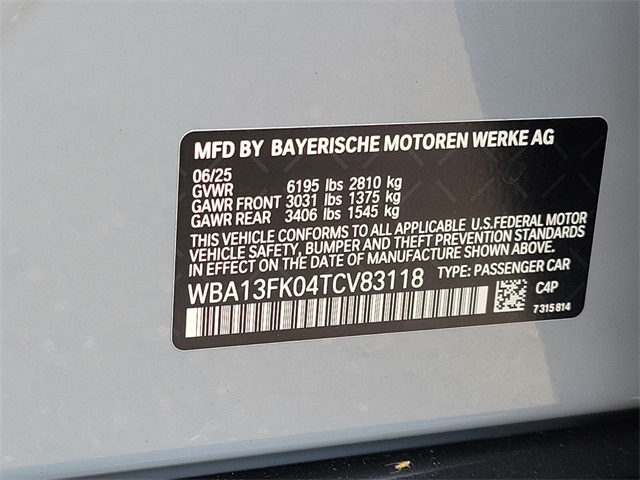 MFD BY BAYERISCHE MOTOREN WERKE AG
06/25
GVWR 6195 lbs 2810 kg
GAWR FRONT 3031 lbs 1375 kg
GAWR REAR 3406 lbs 1545 kg
THIS VEHICLE CONFORMS TO ALL APPLICABLE U.S.FEDERAL MOTOR
VEHICLE SAFETY, BUMPER AND THEFT PREVENTION STANDARDS
IN EFFECT ON THE DATE OF MANUFACTURE SHOWN ABOVE.
WBA13FK04TCV83118 TYPE: PASSENGER CAR
C4P
7315814